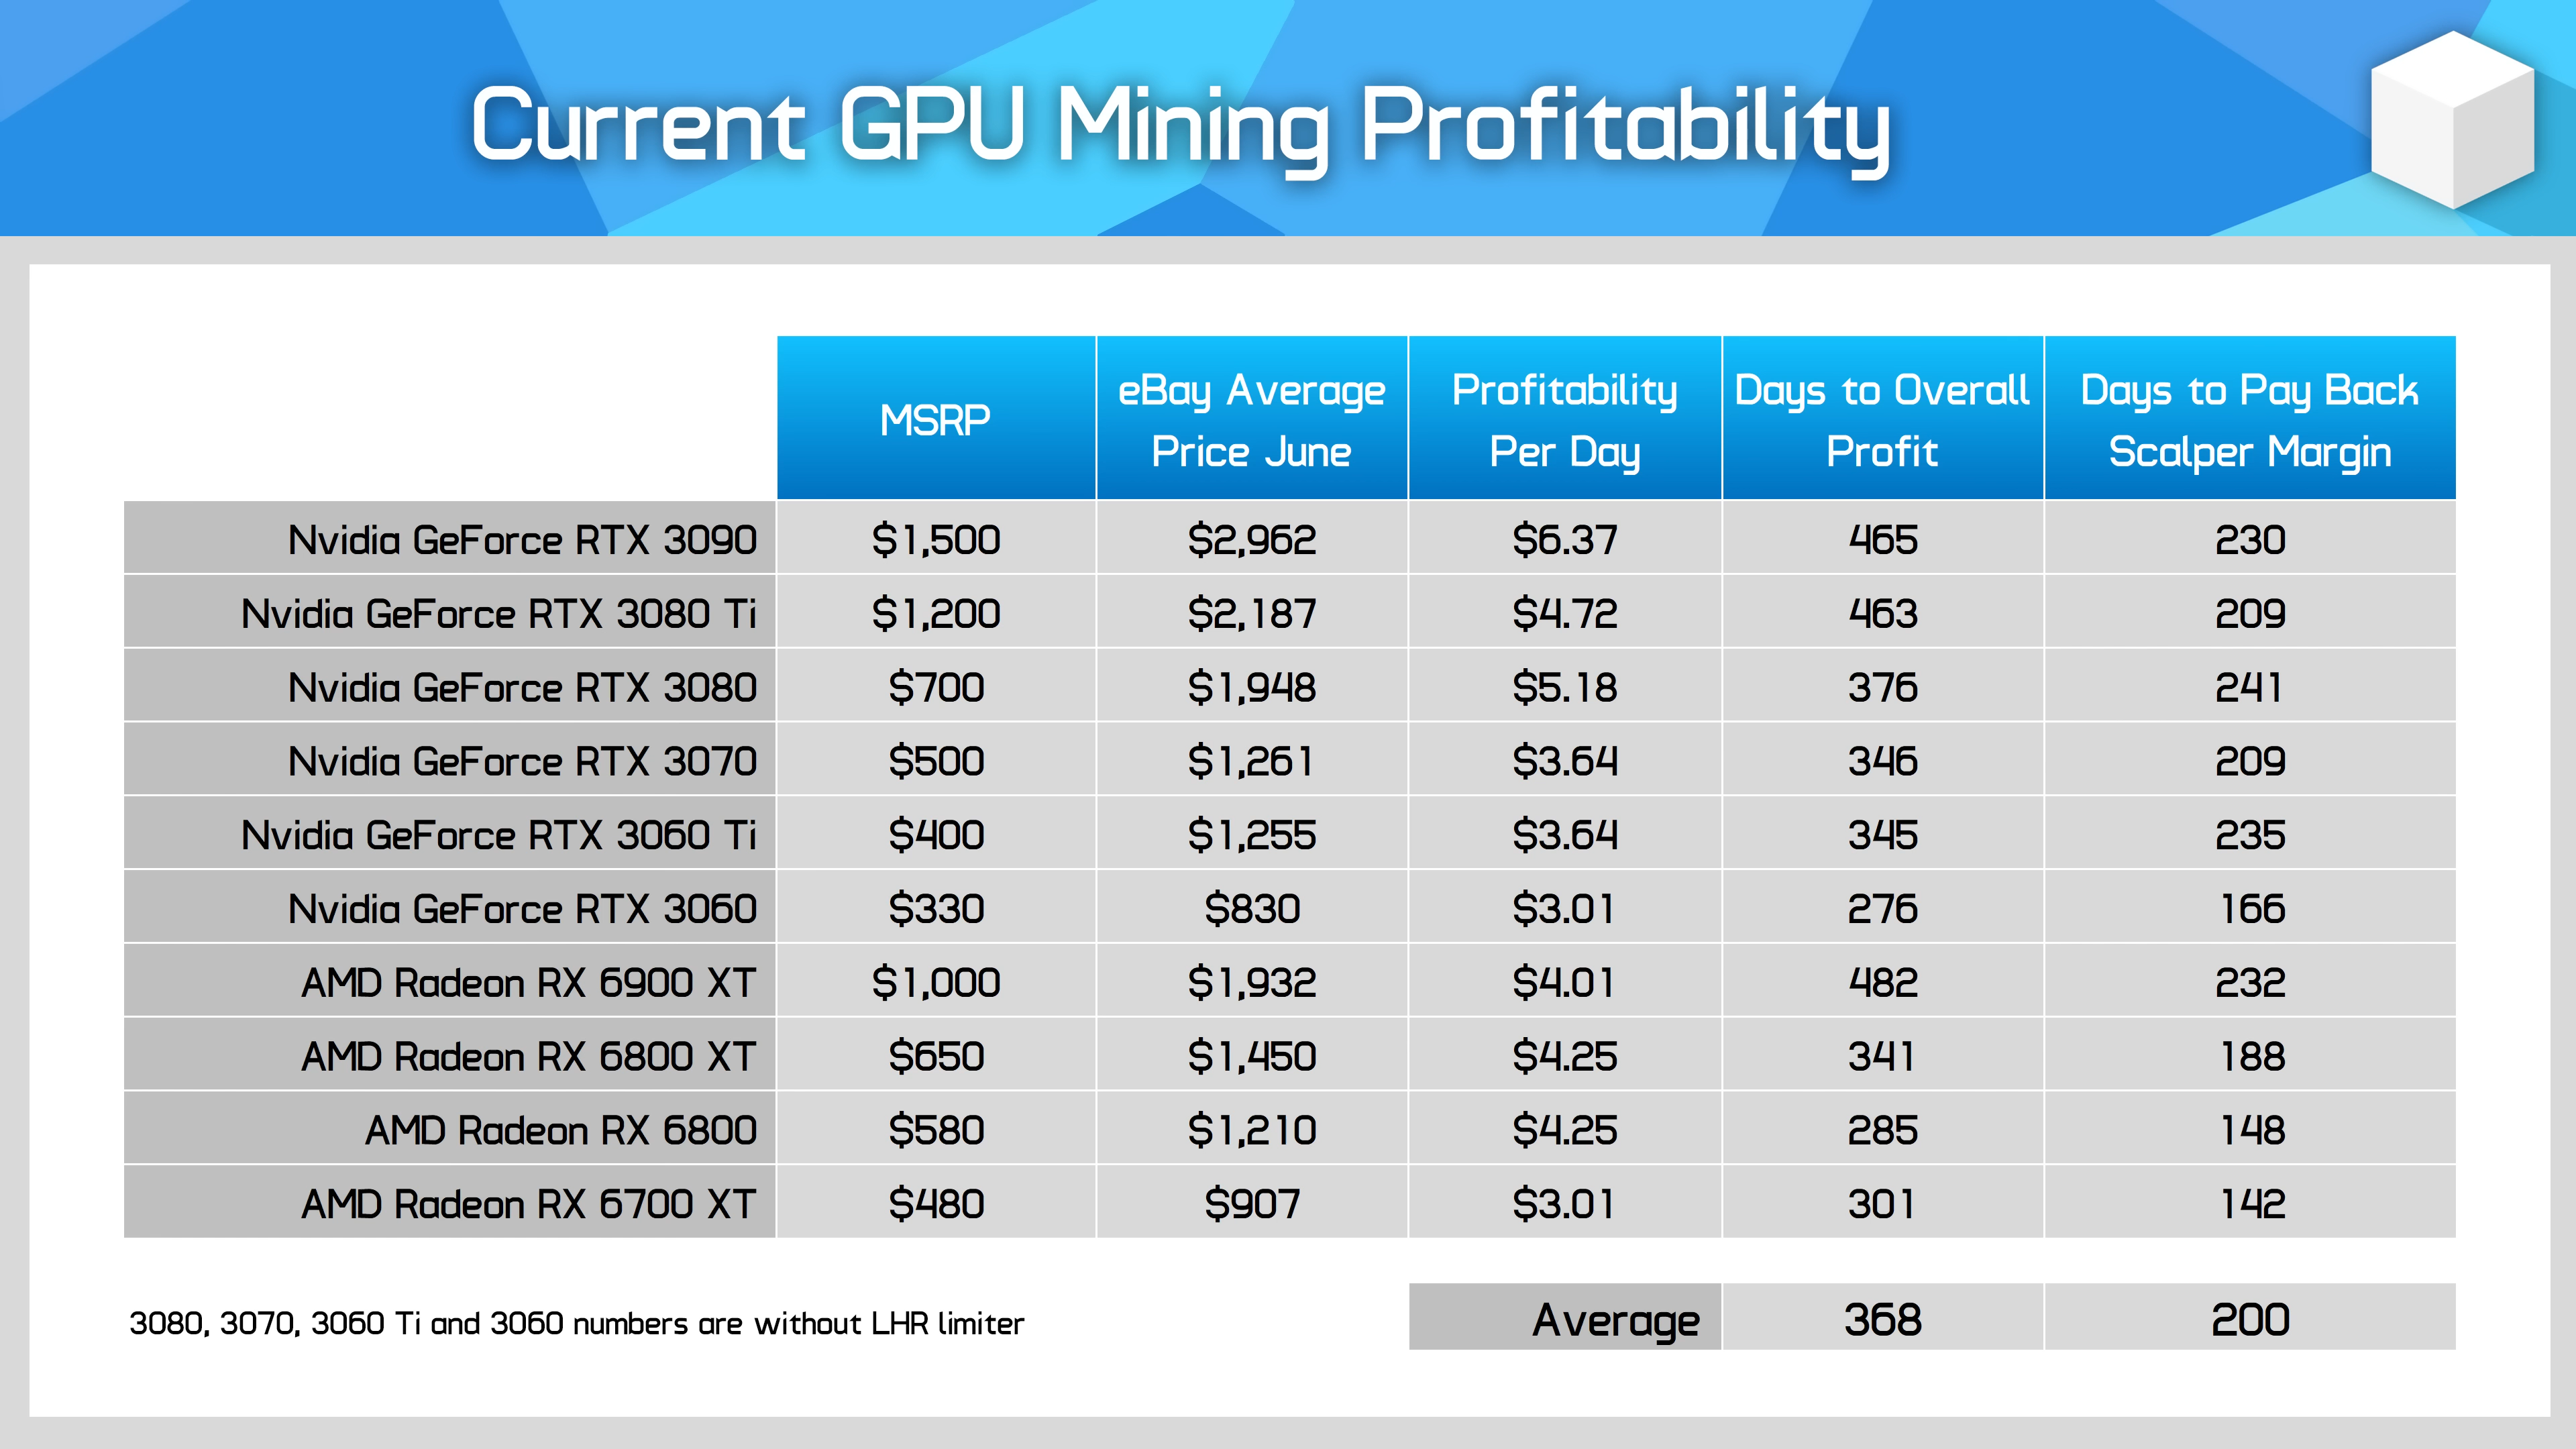 Current GPU Mining Profitability
MSRP
eBay Average Price June
Profitability Per Day
Days to Overall Profit
Days to Pay Back Scalper Margin
Nvidia GeForce RTX 3090 $1,500 $2,962 $6.37 465 230
Nvidia GeForce RTX 3080 Ti $1,200 $2,187 $4.72 463 209
Nvidia GeForce RTX 3080 $700 $1,948 $5.18 376 241
Nvidia GeForce RTX 3070 $500 $1,261 $3.64 346 209
Nvidia GeForce RTX 3060 Ti $400 $1,255 $3.64 345 235
Nvidia GeForce RTX 3060 $330 $830 $3.01 276 166
AMD Radeon RX 6900 XT $1,000 $1,932 $4.01 482 232
AMD Radeon RX 6800 XT $650 $1,450 $4.25 341 188
AMD Radeon RX 6800 $580 $1,210 $4.25 285 148
AMD Radeon RX 6700 XT $480 $907 $3.01 301 142
3080, 3070, 3060 Ti and 3060 numbers are without LHR limiter
Average 368 200